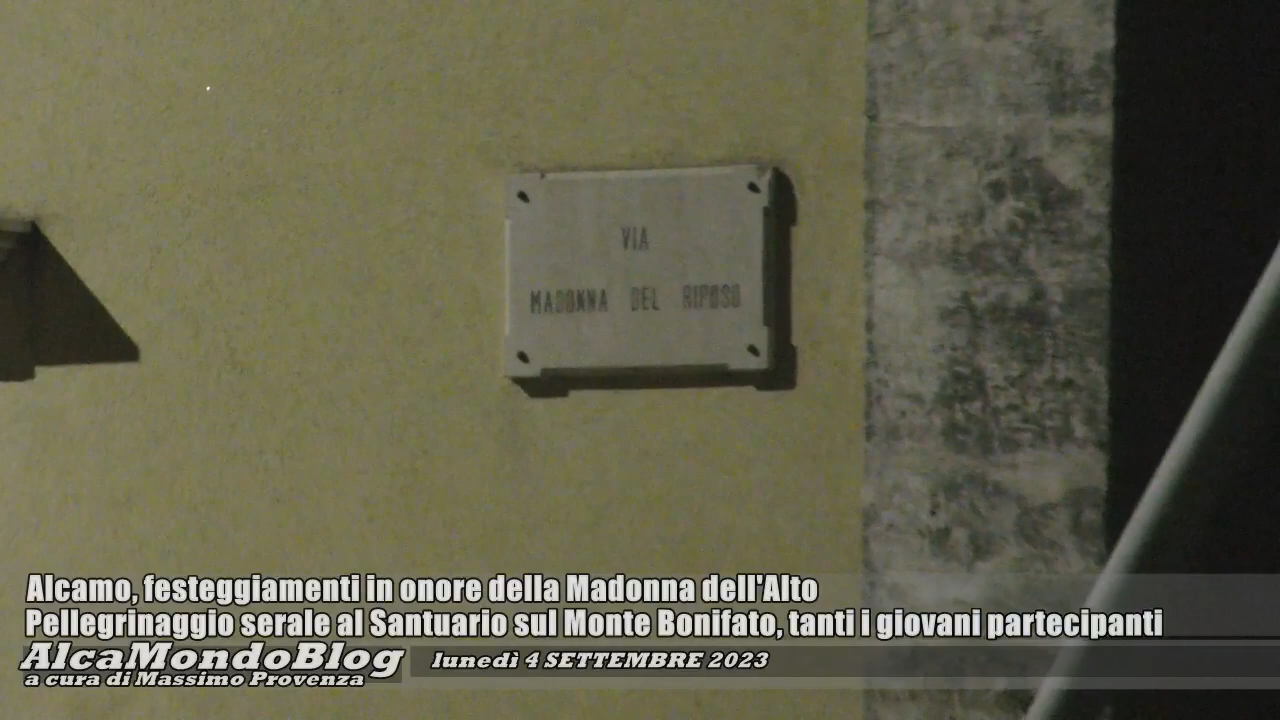 VIA
MADONNA DEL RIPOSO
Alcamo, festeggiamenti in onore della Madonna dell'Alto
Pellegrinaggio serale al Santuario sul Monte Bonifato, tanti i giovani partecipanti
AlcaMondoBlog lunedì 4 SETTEMBRE 2023
a cura di Massimo Provenza